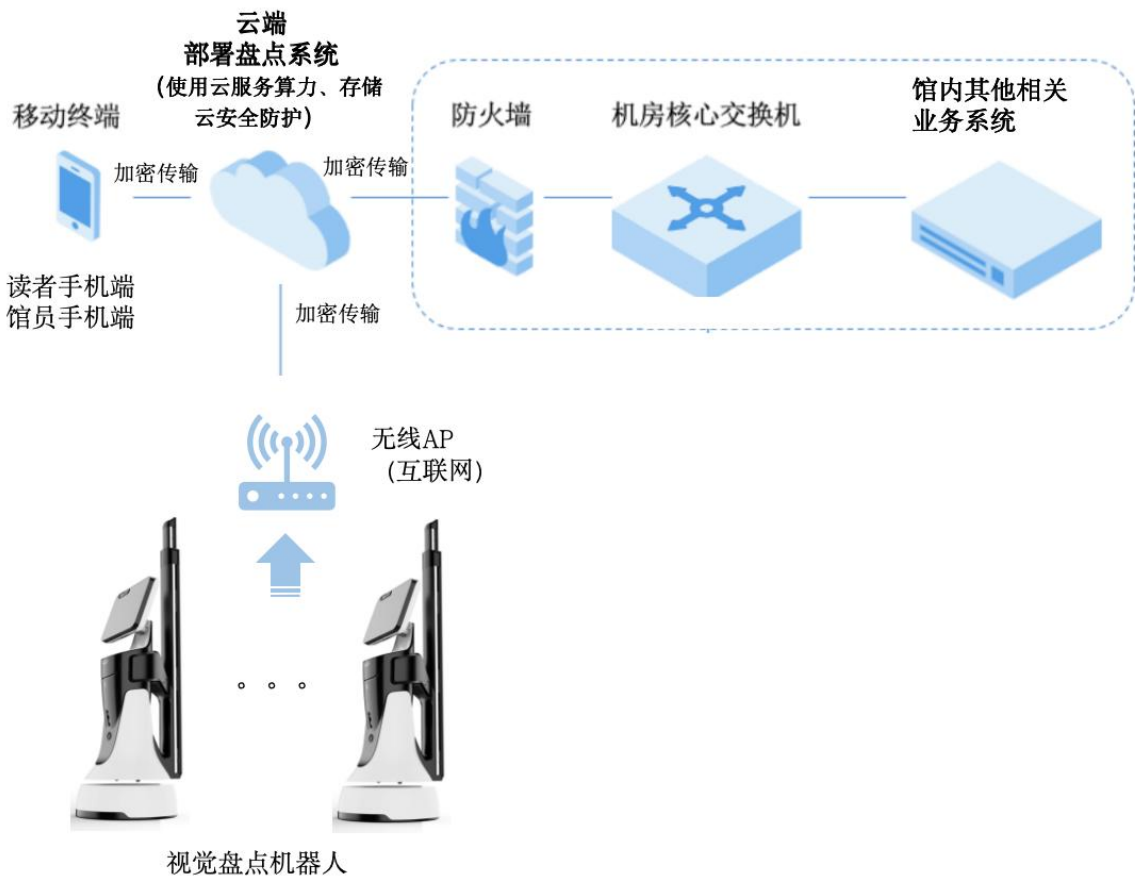 云端
部署盘点系统
(使用云服务算力、存储
云安全防护)
移动终端
加密传输
加密传输
防火墙
机房核心交换机
馆内其他相关
业务系统
读者手机端
馆员手机端
加密传输
无线AP
(互联网)
。。。
视觉盘点机器人